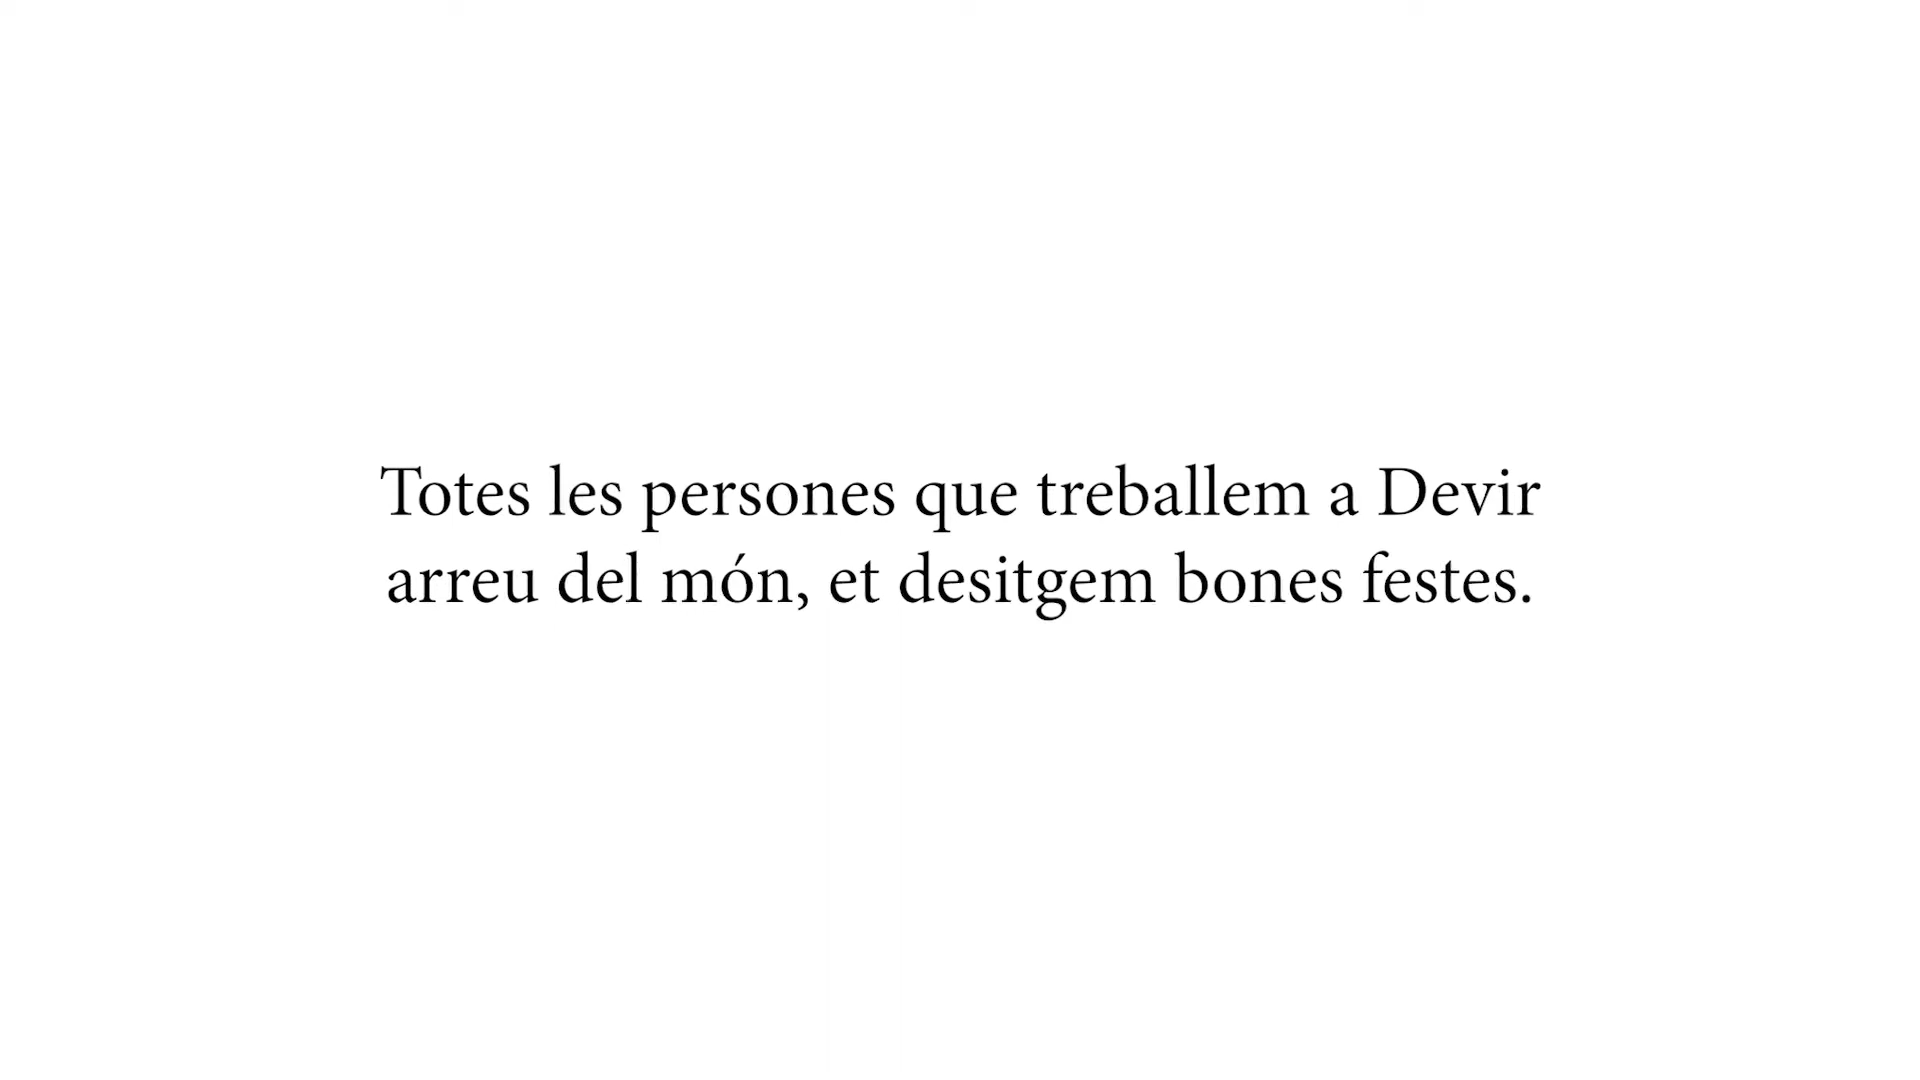 Totes les persones que treballem a Devir
arreu del món, et desitgem bones festes.